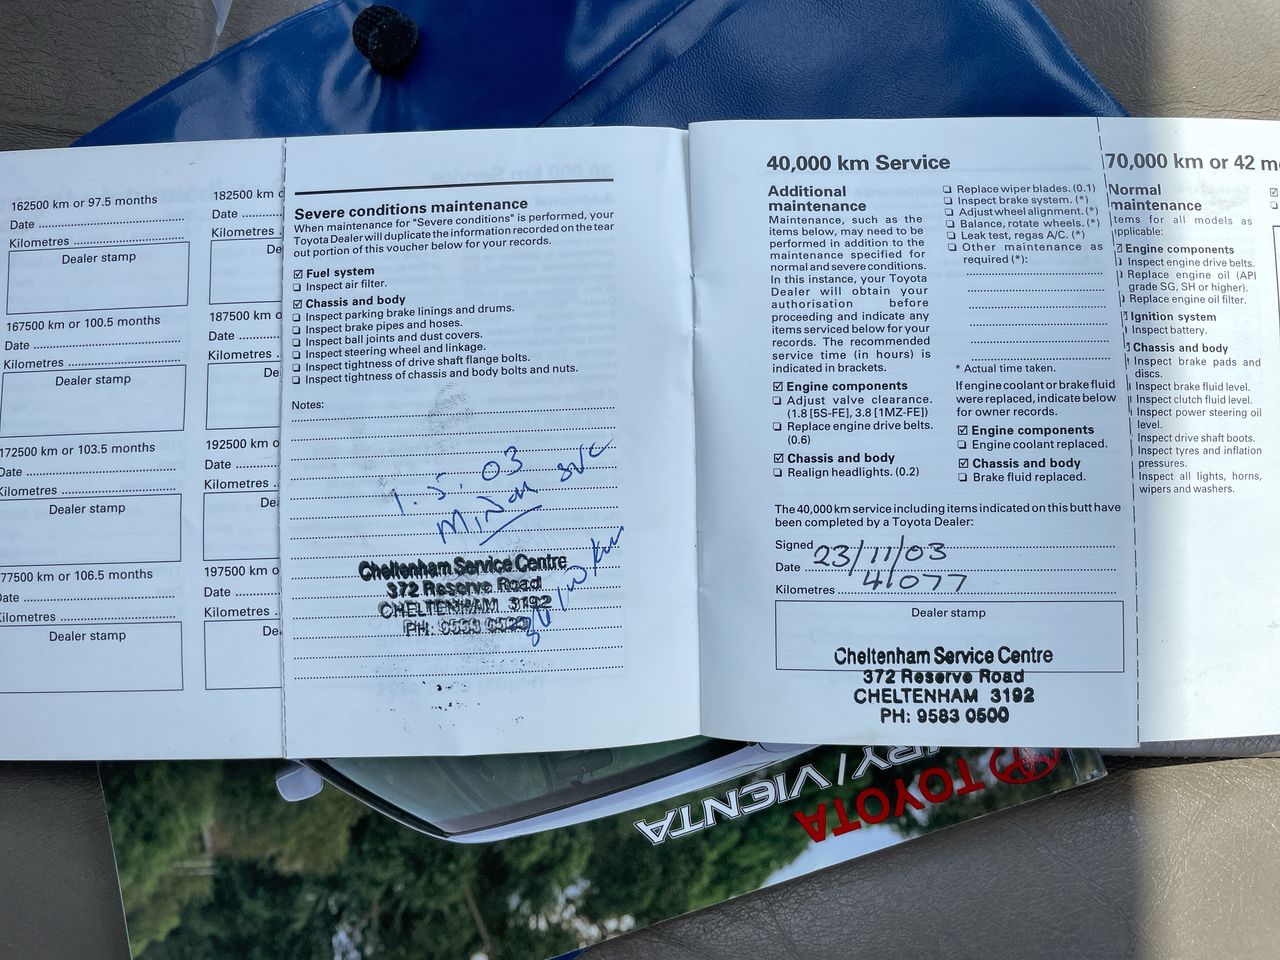 162500 km or 97.5 months
Date
Kilometres
Dealer stamp
167500 km or 100.5 months
Date
Kilometres
Dealer stamp
172500 km or 103.5 months
Date
Kilometres
Dealer stamp
77500 km or 106.5 months
Date
Kilometres
Dealer stamp
182500 km o
Date
Kilometres
De
187500 km o
Date
Kilometres
De
192500 km o
Date
Kilometres
De
197500 km o
Date
Kilometres
De
Severe conditions maintenance
When maintenance for "Severe conditions" is performed, your
Toyota Dealer will duplicate the information recorded on the tear
out portion of this voucher below for your records.
☑ Fuel system
❏ Inspect air filter.
☑ Chassis and body
❏ Inspect parking brake linings and drums.
❏ Inspect brake pipes and hoses.
❏ Inspect ball joints and dust covers.
❏ Inspect steering wheel and linkage.
❏ Inspect tightness of drive shaft flange bolts.
❏ Inspect tightness of chassis and body bolts and nuts.
Notes:
1.5.03
MINOR SVC
Cheltenham Service Centre
372 Reserve Road
CHELTENHAM 3192
PH: 9583 0500
40,000 km Service
Additional
maintenance
Maintenance, such as the
items below, may need to be
performed in addition to the
maintenance specified for
normal and severe conditions.
In this instance, your Toyota
Dealer will obtain your
authorisation before
proceeding and indicate any
items serviced below for your
records. The recommended
service time (in hours) is
indicated in brackets.
☑ Engine components
❏ Adjust valve clearance.
(1.8 [5S-FE], 3.8 [1MZ-FE])
❏ Replace engine drive belts.
(0.6)
☑ Chassis and body
❏ Realign headlights. (0.2)
❏ Replace wiper blades. (0.1)
❏ Inspect brake system. (*)
❏ Adjust wheel alignment. (*)
❏ Balance, rotate wheels. (*)
❏ Leak test, regas A/C. (*)
❏ Other maintenance as
required (*):
* Actual time taken.
If engine coolant or brake fluid
were replaced, indicate below
for owner records.
☑ Engine components
❏ Engine coolant replaced.
☑ Chassis and body
❏ Brake fluid replaced.
The 40,000 km service including items indicated on this butt have
been completed by a Toyota Dealer:
Signed
Date 23/11/03
Kilometres 41077
Dealer stamp
Cheltenham Service Centre
372 Reserve Road
CHELTENHAM 3192
PH: 9583 0500
70,000 km or 42 m
Normal
maintenance
Items for all models as
applicable:
Engine components
Inspect engine drive belts.
Replace engine oil (API
grade SG, SH or higher).
Replace engine oil filter.
Ignition system
Inspect battery.
Chassis and body
Inspect brake pads and
discs.
Inspect brake fluid level.
Inspect clutch fluid level.
Inspect power steering oil
level.
Inspect drive shaft boots.
Inspect tyres and inflation
pressures.
Inspect all lights, horns,
wipers and washers.
TOYOTA
RY/VIENTA